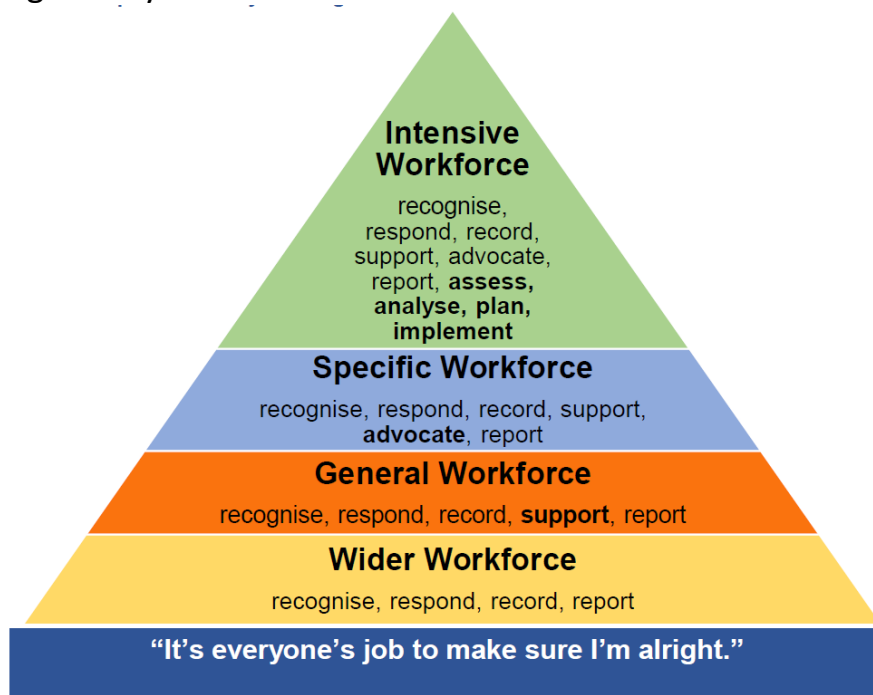 Intensive
Workforce
recognise,
respond, record,
support, advocate,
report, assess,
analyse, plan,
implement
Specific Workforce
recognise, respond, record, support,
advocate, report
General Workforce
recognise, respond, record, support, report
Wider Workforce
recognise, respond, record, report
“It’s everyone’s job to make sure I’m alright.”